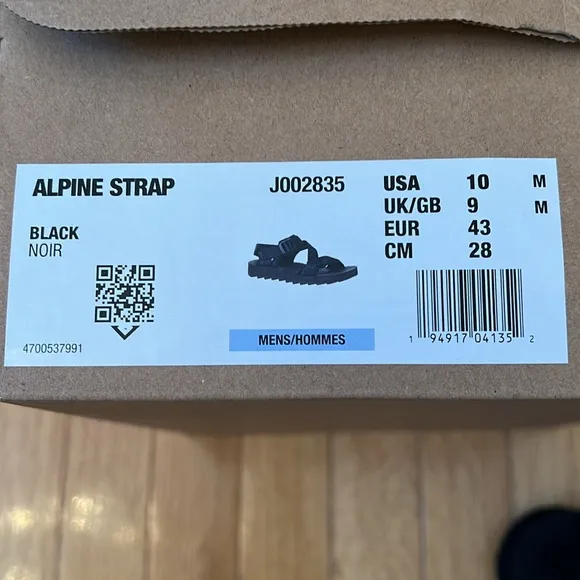 ALPINE STRAP J002835
BLACK
NOIR
4700537991
MENS/HOMMES
USA 10 M
UK/GB 9 M
EUR 43
CM 28
1 94917 04135 2